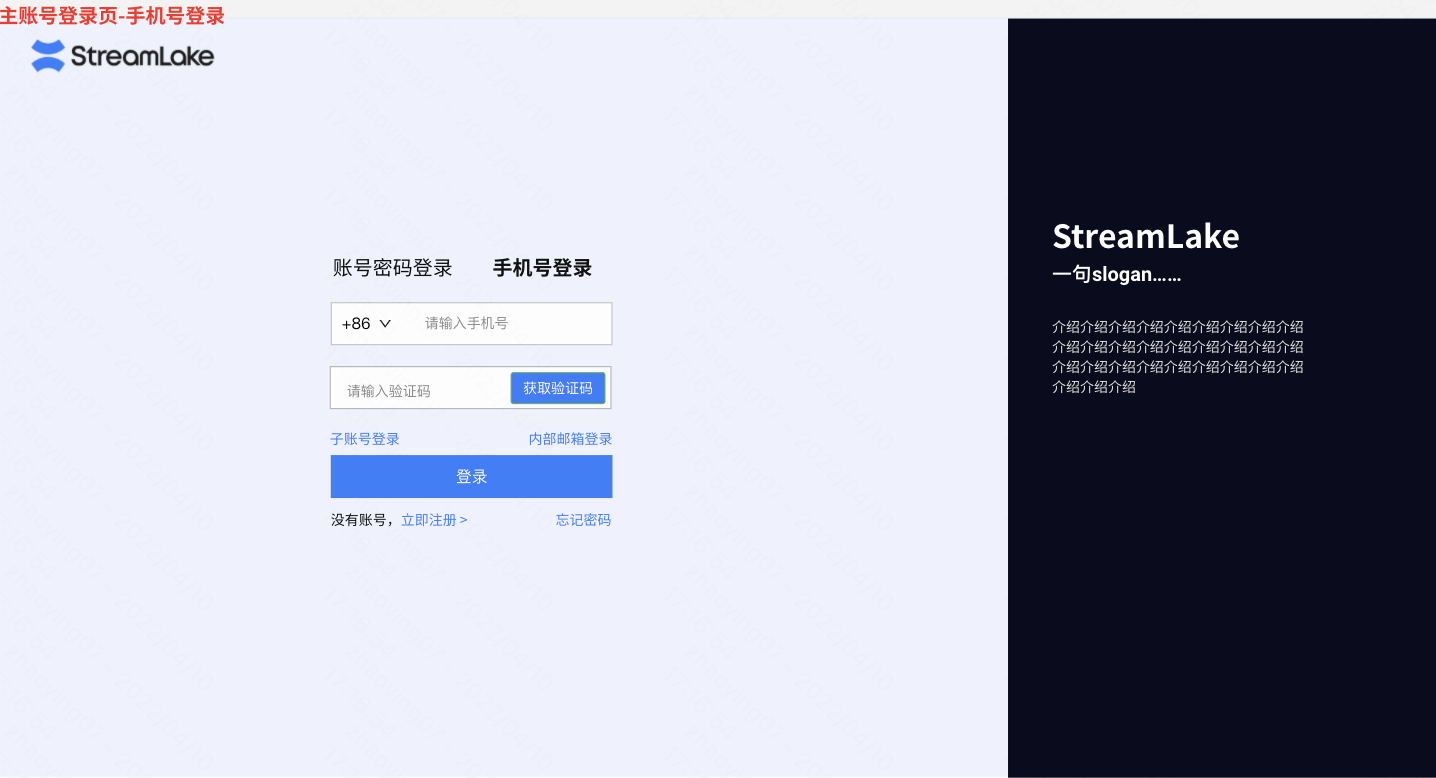 主账号登录页-手机号登录
StreamLake
账号密码登录 手机号登录
+86 请输入手机号
请输入验证码 获取验证码
子账号登录 内部邮箱登录
登录
没有账号，立即注册 > 忘记密码
StreamLake
一句slogan……
介绍介绍介绍介绍介绍介绍介绍介绍介绍
介绍介绍介绍介绍介绍介绍介绍介绍介绍
介绍介绍介绍介绍介绍介绍介绍介绍介绍
介绍介绍介绍